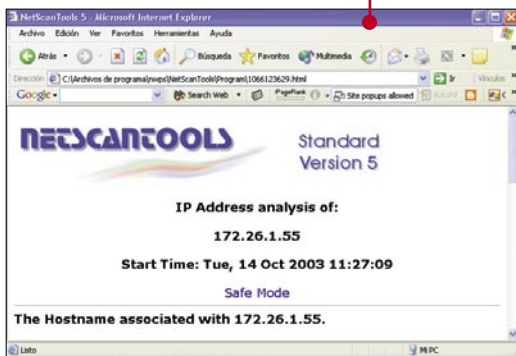 NetScanTools 5 - Microsoft Internet Explorer
Archivo Edición Ver Favoritos Herramientas Ayuda
Atrás Búsqueda Favoritos Multimedia
Dirección C:\Archivos de programa\nwps\NetScanTools\Program\1066123629.html Ir Vínculos
Google Search Web PageRank Site popups allowed AutoFill
NETSCANTOOLS
Standard
Version 5
IP Address analysis of:
172.26.1.55
Start Time: Tue, 14 Oct 2003 11:27:09
Safe Mode
The Hostname associated with 172.26.1.55.
Listo Mi PC